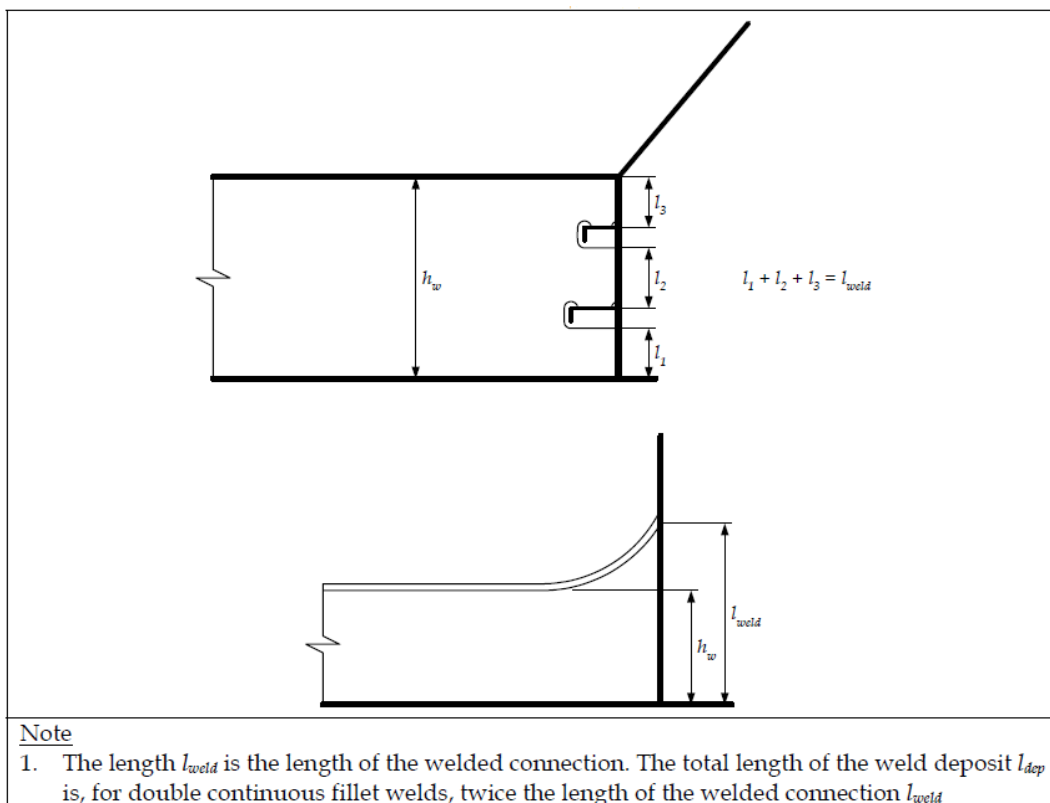 l3
hw
l2
l1 + l2 + l3 = lweld
l1
lweld
hw
Note
1. The length lweld is the length of the welded connection. The total length of the weld deposit ldep
is, for double continuous fillet welds, twice the length of the welded connection lweld